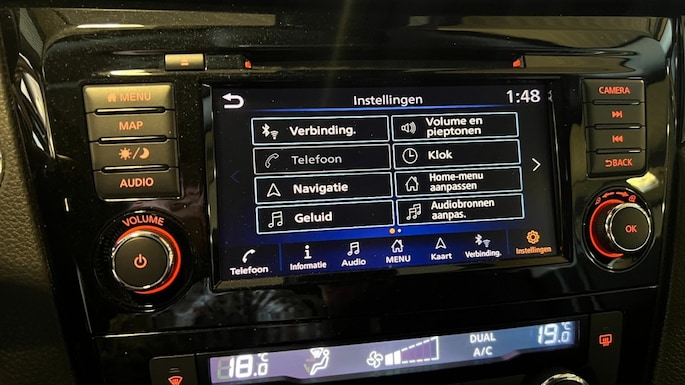 MENU
MAP
AUDIO
VOLUME
Instellingen
1:48
Verbinding.
Volume en
pieptonen
Telefoon
Klok
Navigatie
Home-menu
aanpassen
Geluid
Audiobronnen
aanpas.
Telefoon
Informatie
Audio
MENU
Kaart
Verbinding.
Instellingen
CAMERA
BACK
OK
18.0 °C
DUAL
A/C
19.0 °C